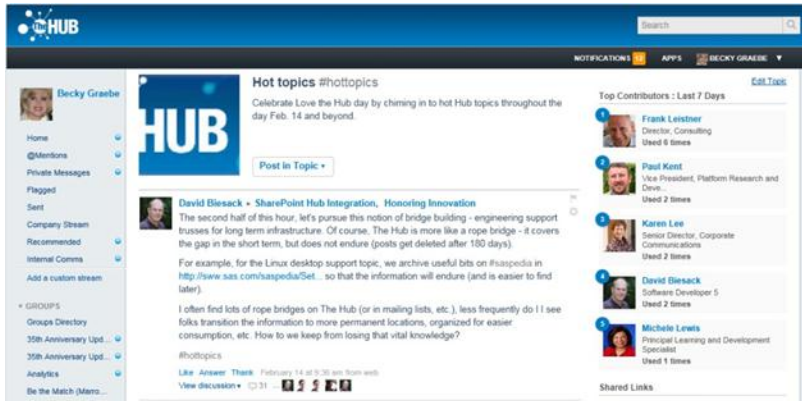 The HUB
Search
NOTIFICATIONS 12 APPS BECKY GRAEBE ▼
Becky Graebe
Home
@Mentions
Private Messages
Flagged
Sent
Company Stream
Recommended
Internal Comms
Add a custom stream
GROUPS
Groups Directory
35th Anniversary Upd...
35th Anniversary Upd...
Analytics
Be the Match (Marro...
HUB
Hot topics #hottopics
Celebrate Love the Hub day by chiming in to hot Hub topics throughout the
day Feb. 14 and beyond.
Post in Topic
David Biesack ▸ SharePoint Hub Integration, Honoring Innovation
The second half of this hour, let's pursue this notion of bridge building - engineering support
trusses for long term infrastructure. Of course, The Hub is more like a rope bridge - it covers
the gap in the short term, but does not endure (posts get deleted after 180 days).
For example, for the Linux desktop support topic, we archive useful bits on #saspedia in
http://sww.sas.com/saspedia/Set... so that the information will endure (and is easier to find
later).
I often find lots of rope bridges on The Hub (or in mailing lists, etc.), less frequently do I I see
folks transition the information to more permanent locations, organized for easier
consumption, etc. How to we keep from losing that vital knowledge?
#hottopics
Like Answer Thank February 14 at 9:36 am from web
View discussion 31 ...
Edit Topic
Top Contributors : Last 7 Days
1
Frank Leistner
Director, Consulting
Used 6 times
2
Paul Kent
Vice President, Platform Research and
Deve...
Used 2 times
3
Karen Lee
Senior Director, Corporate
Communications
Used 2 times
4
David Biesack
Software Developer 5
Used 2 times
5
Michele Lewis
Principal Learning and Development
Specialist
Used 1 times
Shared Links